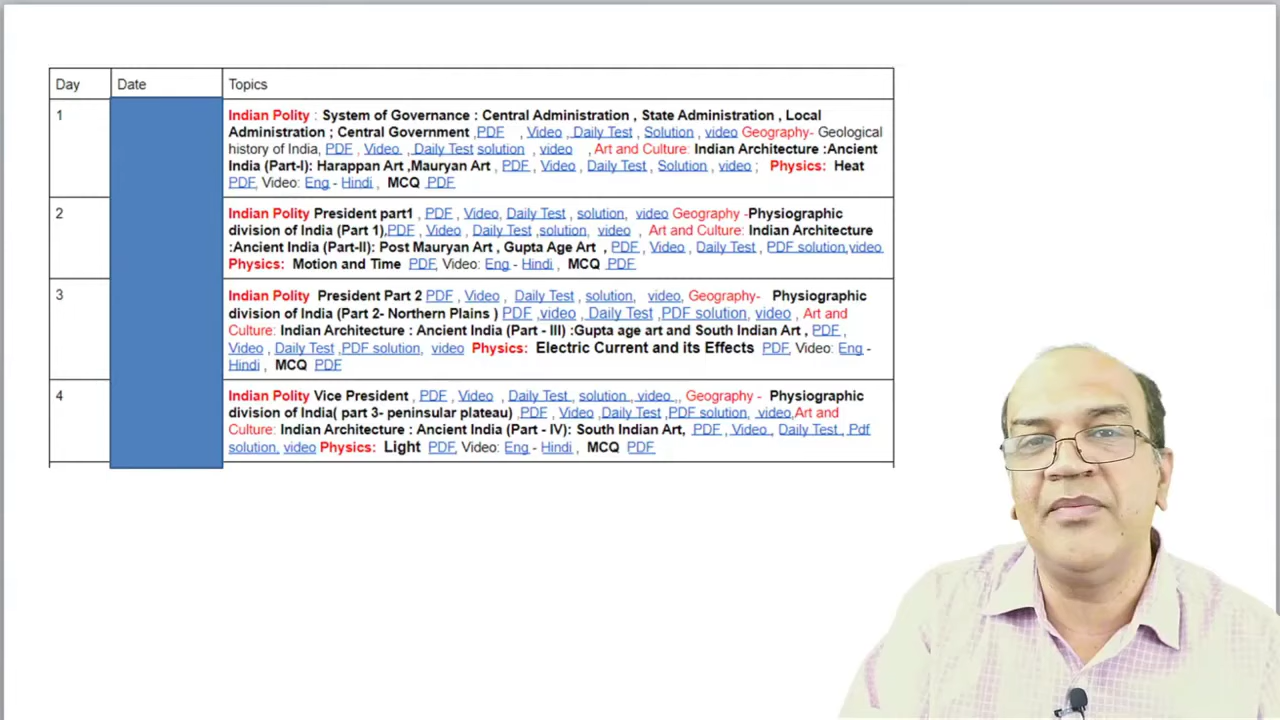 Day Date Topics
1 Indian Polity : System of Governance : Central Administration , State Administration , Local
Administration ; Central Government ,PDF , Video , Daily Test , Solution , video Geography- Geological
history of India, PDF , Video , Daily Test solution , video , Art and Culture: Indian Architecture :Ancient
India (Part-I): Harappan Art ,Mauryan Art , PDF , Video , Daily Test , Solution , video ; Physics: Heat
PDF, Video: Eng - Hindi , MCQ PDF
2 Indian Polity President part1 , PDF , Video, Daily Test , solution, video Geography -Physiographic
division of India (Part 1),PDF , Video , Daily Test ,solution, video , Art and Culture: Indian Architecture
:Ancient India (Part-II): Post Mauryan Art , Gupta Age Art , PDF , Video , Daily Test , PDF solution,video
Physics: Motion and Time PDF, Video: Eng - Hindi , MCQ PDF
3 Indian Polity President Part 2 PDF , Video , Daily Test , solution, video, Geography- Physiographic
division of India (Part 2- Northern Plains ) PDF ,video , Daily Test ,PDF solution, video , Art and
Culture: Indian Architecture : Ancient India (Part - III) :Gupta age art and South Indian Art , PDF ,
Video , Daily Test ,PDF solution, video Physics: Electric Current and its Effects PDF, Video: Eng -
Hindi , MCQ PDF
4 Indian Polity Vice President , PDF , Video , Daily Test , solution , video ,, Geography - Physiographic
division of India( part 3- peninsular plateau) ,PDF , Video ,Daily Test ,PDF solution, video,Art and
Culture: Indian Architecture : Ancient India (Part - IV): South Indian Art, PDF , Video , Daily Test , Pdf
solution, video Physics: Light PDF, Video: Eng - Hindi , MCQ PDF